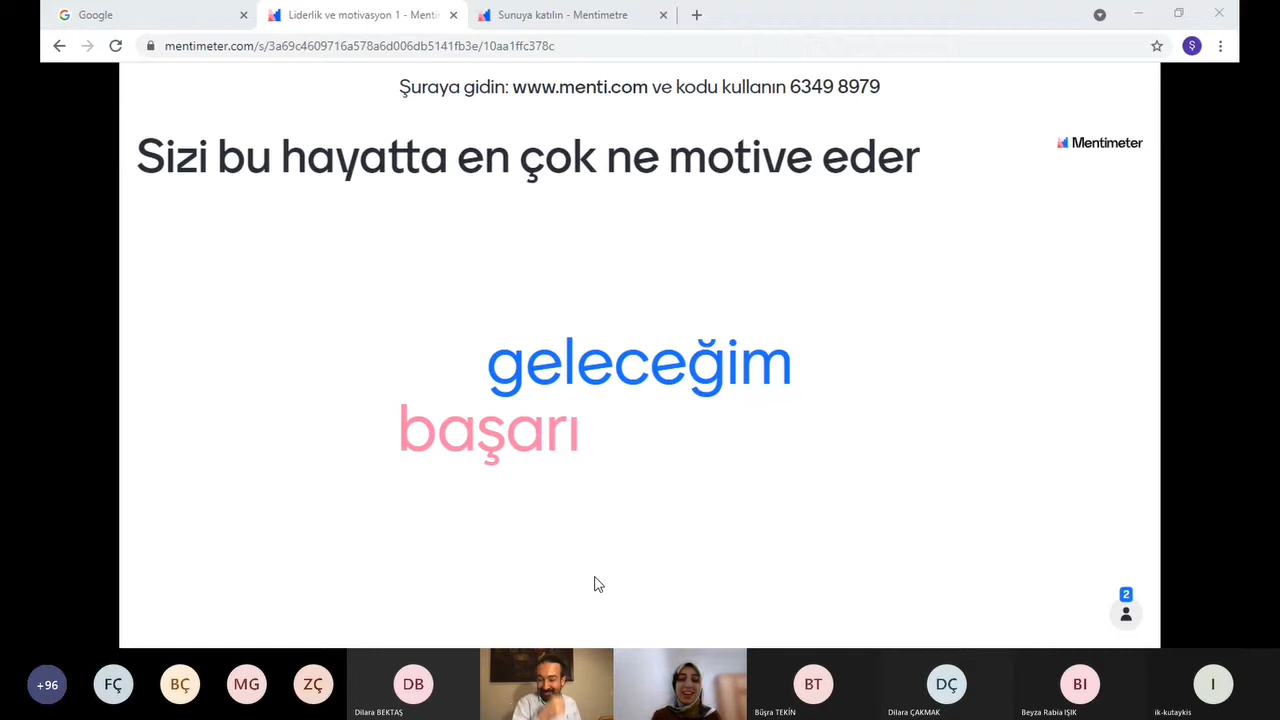 Google
Liderlik ve motivasyon 1 - Menti
Sunuya katılın - Mentimetre
mentimeter.com/s/3a69c4609716a578a6d006db5141fb3e/10aa1ffc378c
Ş
Şuraya gidin: www.menti.com ve kodu kullanın 6349 8979
Sizi bu hayatta en çok ne motive eder
Mentimeter
geleceğim
başarı
2
+96
FÇ
BÇ
MG
ZÇ
DB
Dilara BEKTAŞ
BT
Büşra TEKİN
DÇ
Dilara ÇAKMAK
BI
Beyza Rabia IŞIK
I
ik-kutaykis